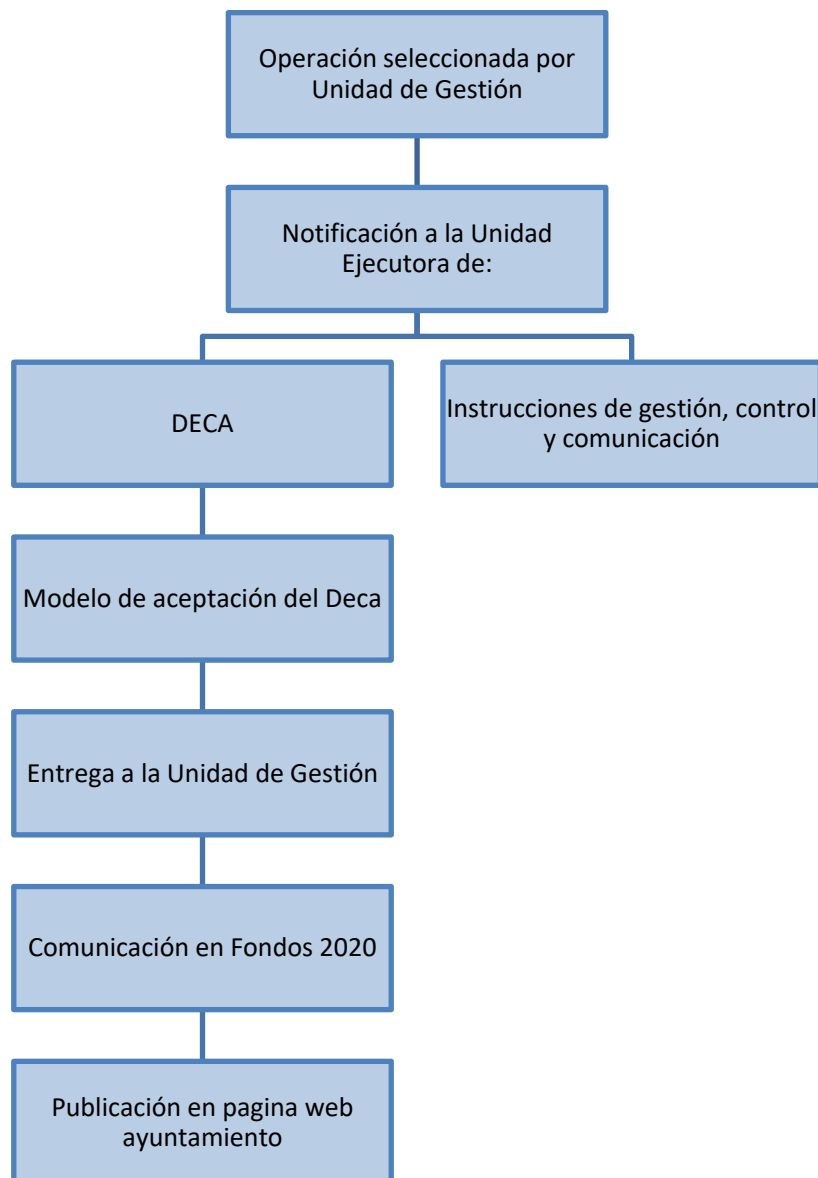 Operación seleccionada por
Unidad de Gestión
Notificación a la Unidad
Ejecutora de:
DECA
Instrucciones de gestión, control
y comunicación
Modelo de aceptación del Deca
Entrega a la Unidad de Gestión
Comunicación en Fondos 2020
Publicación en pagina web
ayuntamiento